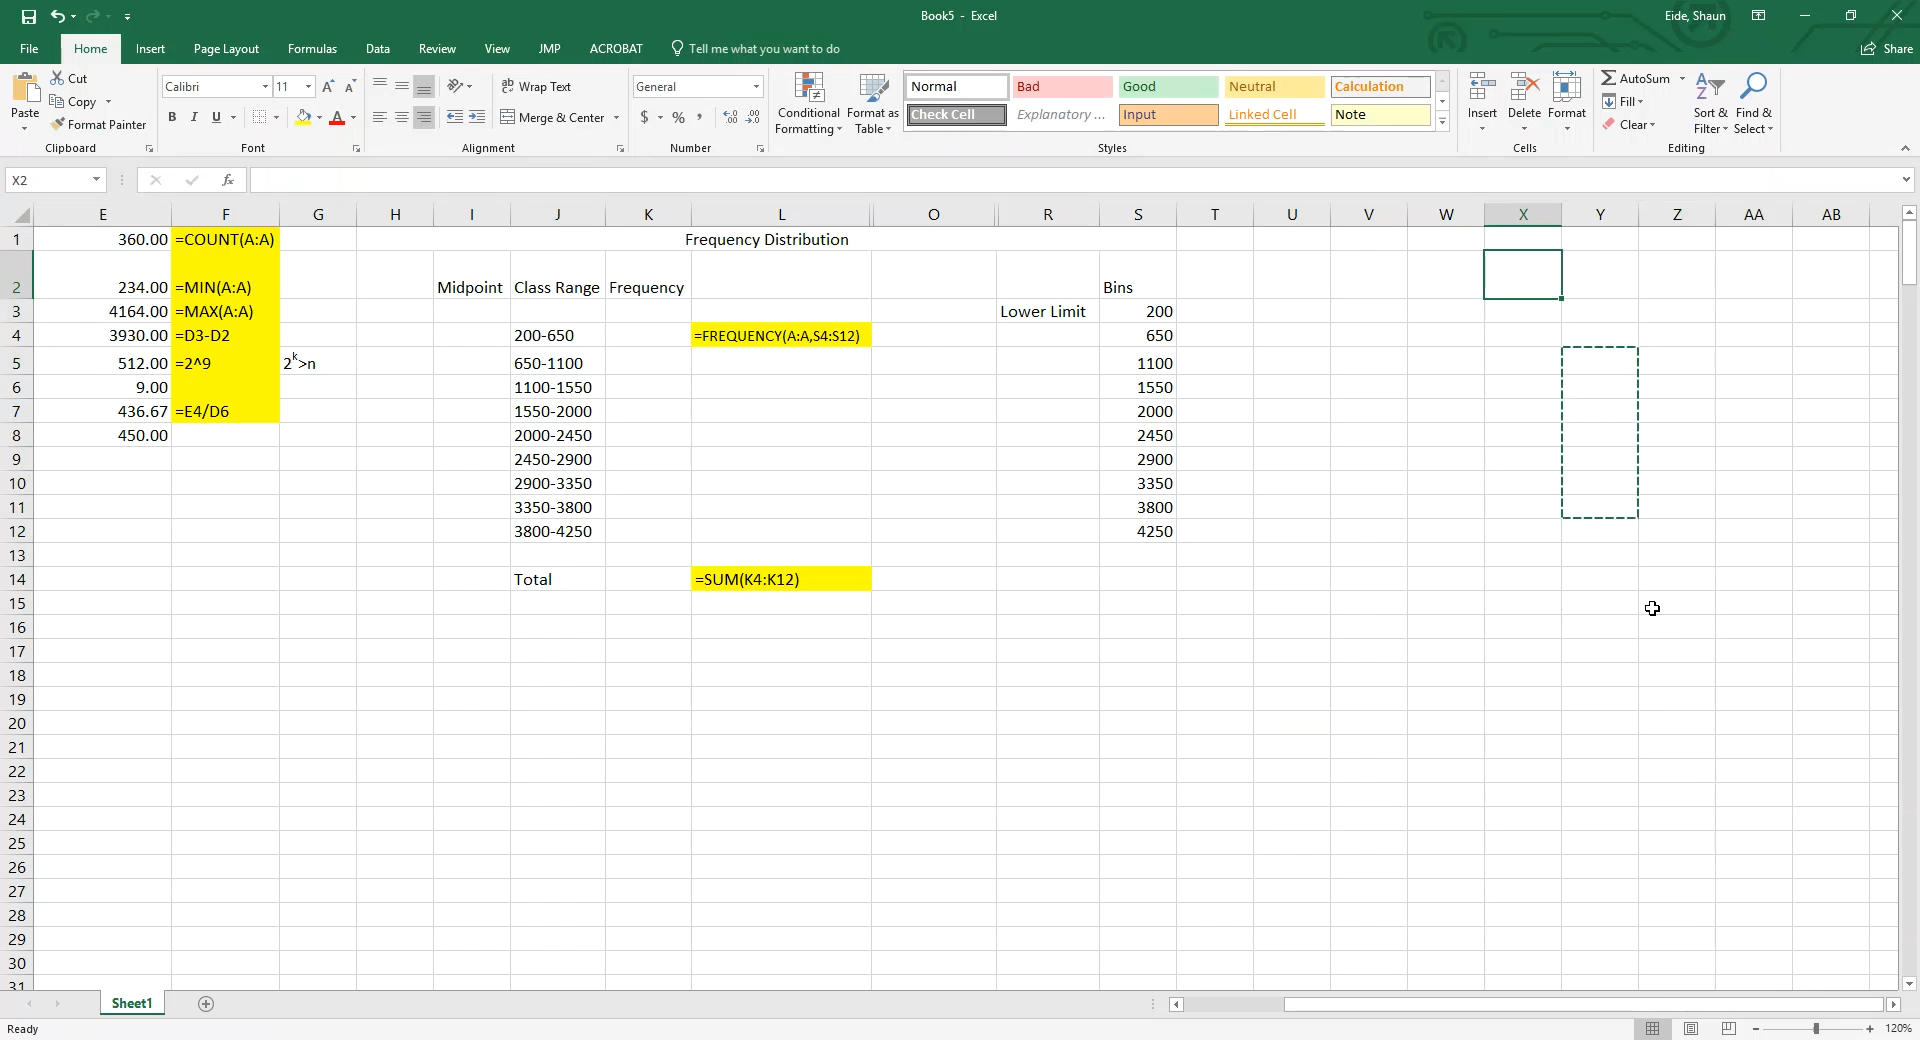 Book5 - Excel
Eide, Shaun
File Home Insert Page Layout Formulas Data Review View JMP ACROBAT Tell me what you want to do Share
Paste
Cut
Copy
Format Painter
Clipboard
Calibri 11
A A
B I U
A
Font
ab Wrap Text
Merge & Center
Alignment
General
$ % ,
Number
Conditional Formatting
Format as Table
Normal Bad Good Neutral Calculation
Check Cell Explanatory ... Input Linked Cell Note
Styles
Insert Delete Format
Cells
AutoSum
Fill
Clear
Sort & Filter
Find & Select
Editing
X2 fx
E F G H I J K L O R S T U V W X Y Z AA AB
1 360.00 =COUNT(A:A) Frequency Distribution
2 234.00 =MIN(A:A) Midpoint Class Range Frequency Bins
3 4164.00 =MAX(A:A) Lower Limit 200
4 3930.00 =D3-D2 200-650 =FREQUENCY(A:A,S4:S12) 650
5 512.00 =2^9 2^k>n 650-1100 1100
6 9.00 1100-1550 1550
7 436.67 =E4/D6 1550-2000 2000
8 450.00 2000-2450 2450
9 2450-2900 2900
10 2900-3350 3350
11 3350-3800 3800
12 3800-4250 4250
13
14 Total =SUM(K4:K12)
15
16
17
18
19
20
21
22
23
24
25
26
27
28
29
30
31
Sheet1
Ready
120%